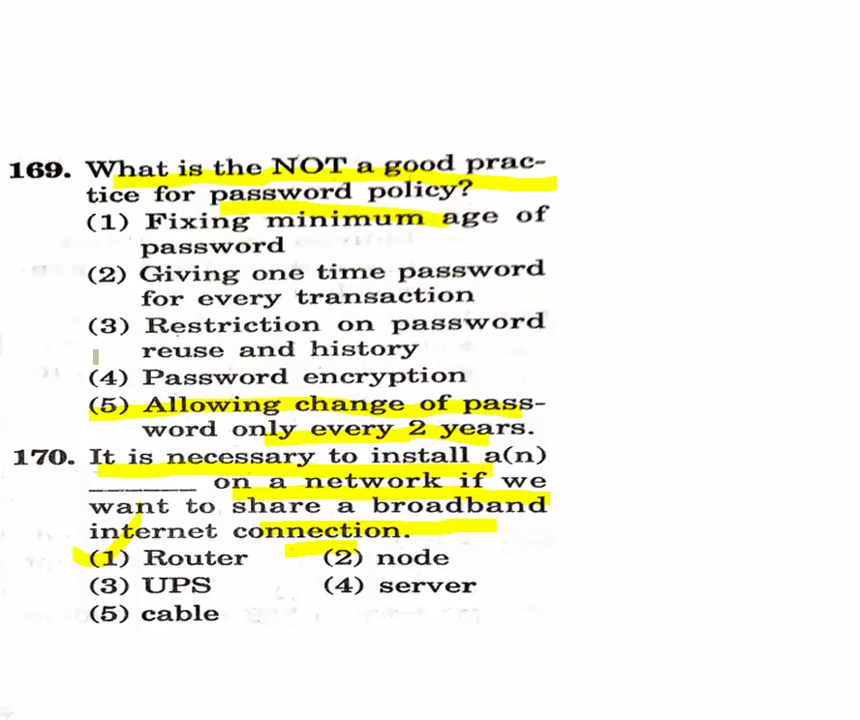 169. What is the NOT a good prac-
tice for password policy?
(1) Fixing minimum age of
password
(2) Giving one time password
for every transaction
(3) Restriction on password
reuse and history
(4) Password encryption
(5) Allowing change of pass-
word only every 2 years.
170. It is necessary to install a(n)
______ on a network if we
want to share a broadband
internet connection.
(1) Router (2) node
(3) UPS (4) server
(5) cable